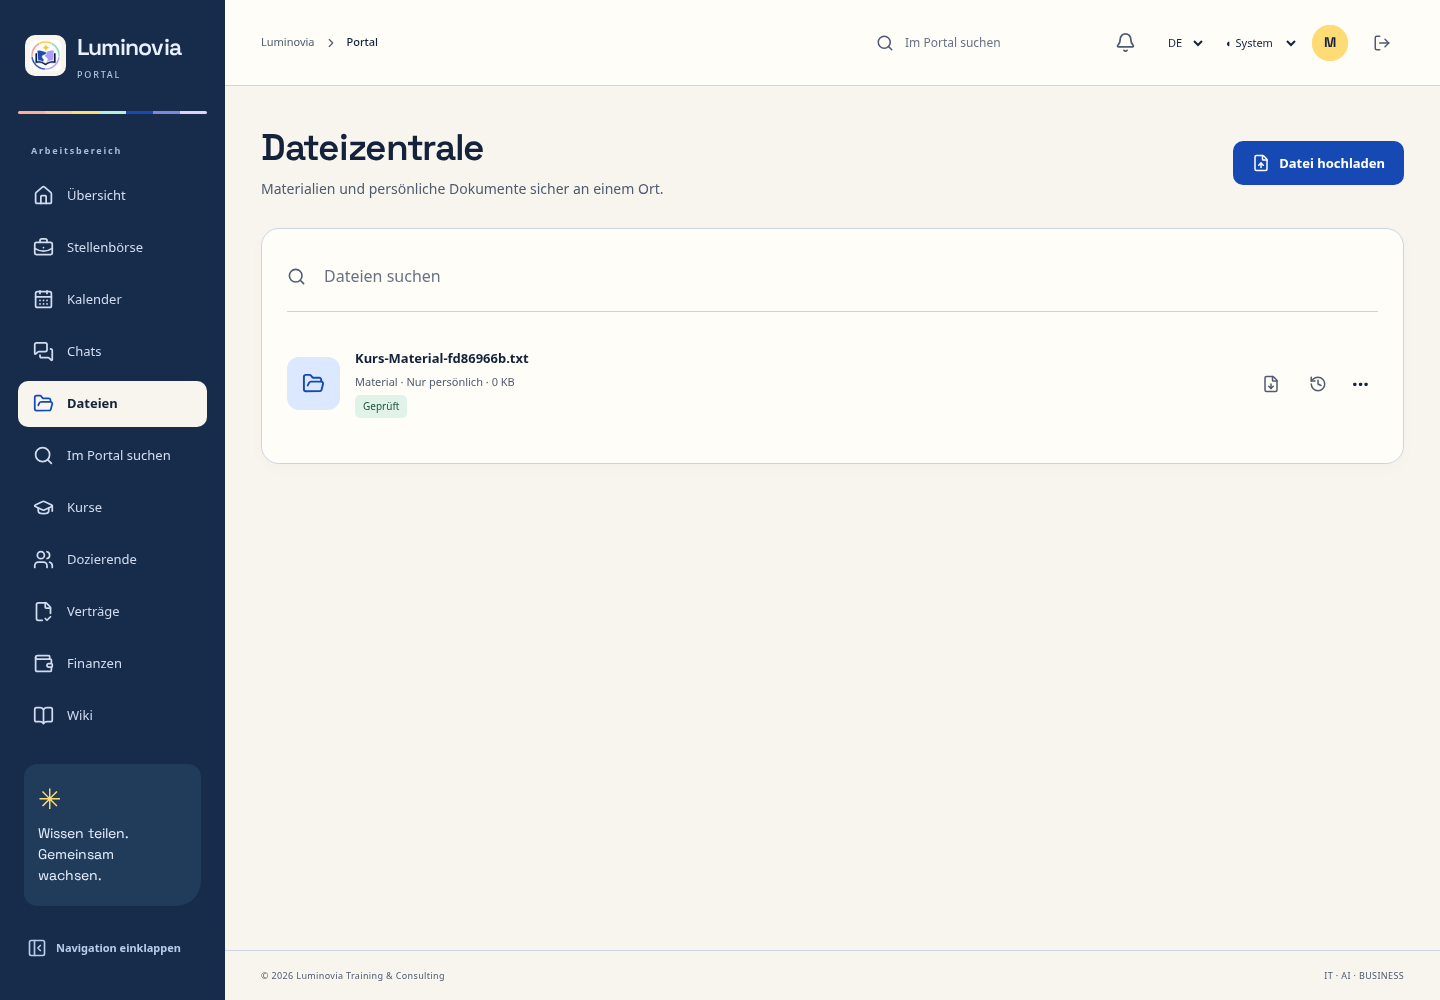 Luminovia
PORTAL
Arbeitsbereich
Übersicht
Stellenbörse
Kalender
Chats
Dateien
Im Portal suchen
Kurse
Dozierende
Verträge
Finanzen
Wiki
Wissen teilen.
Gemeinsam
wachsen.
Navigation einklappen
Luminovia
Portal
Im Portal suchen
DE
System
M
Dateizentrale
Materialien und persönliche Dokumente sicher an einem Ort.
Datei hochladen
Dateien suchen
Kurs-Material-fd86966b.txt
Material · Nur persönlich · 0 KB
Geprüft
© 2026 Luminovia Training & Consulting
IT · AI · BUSINESS